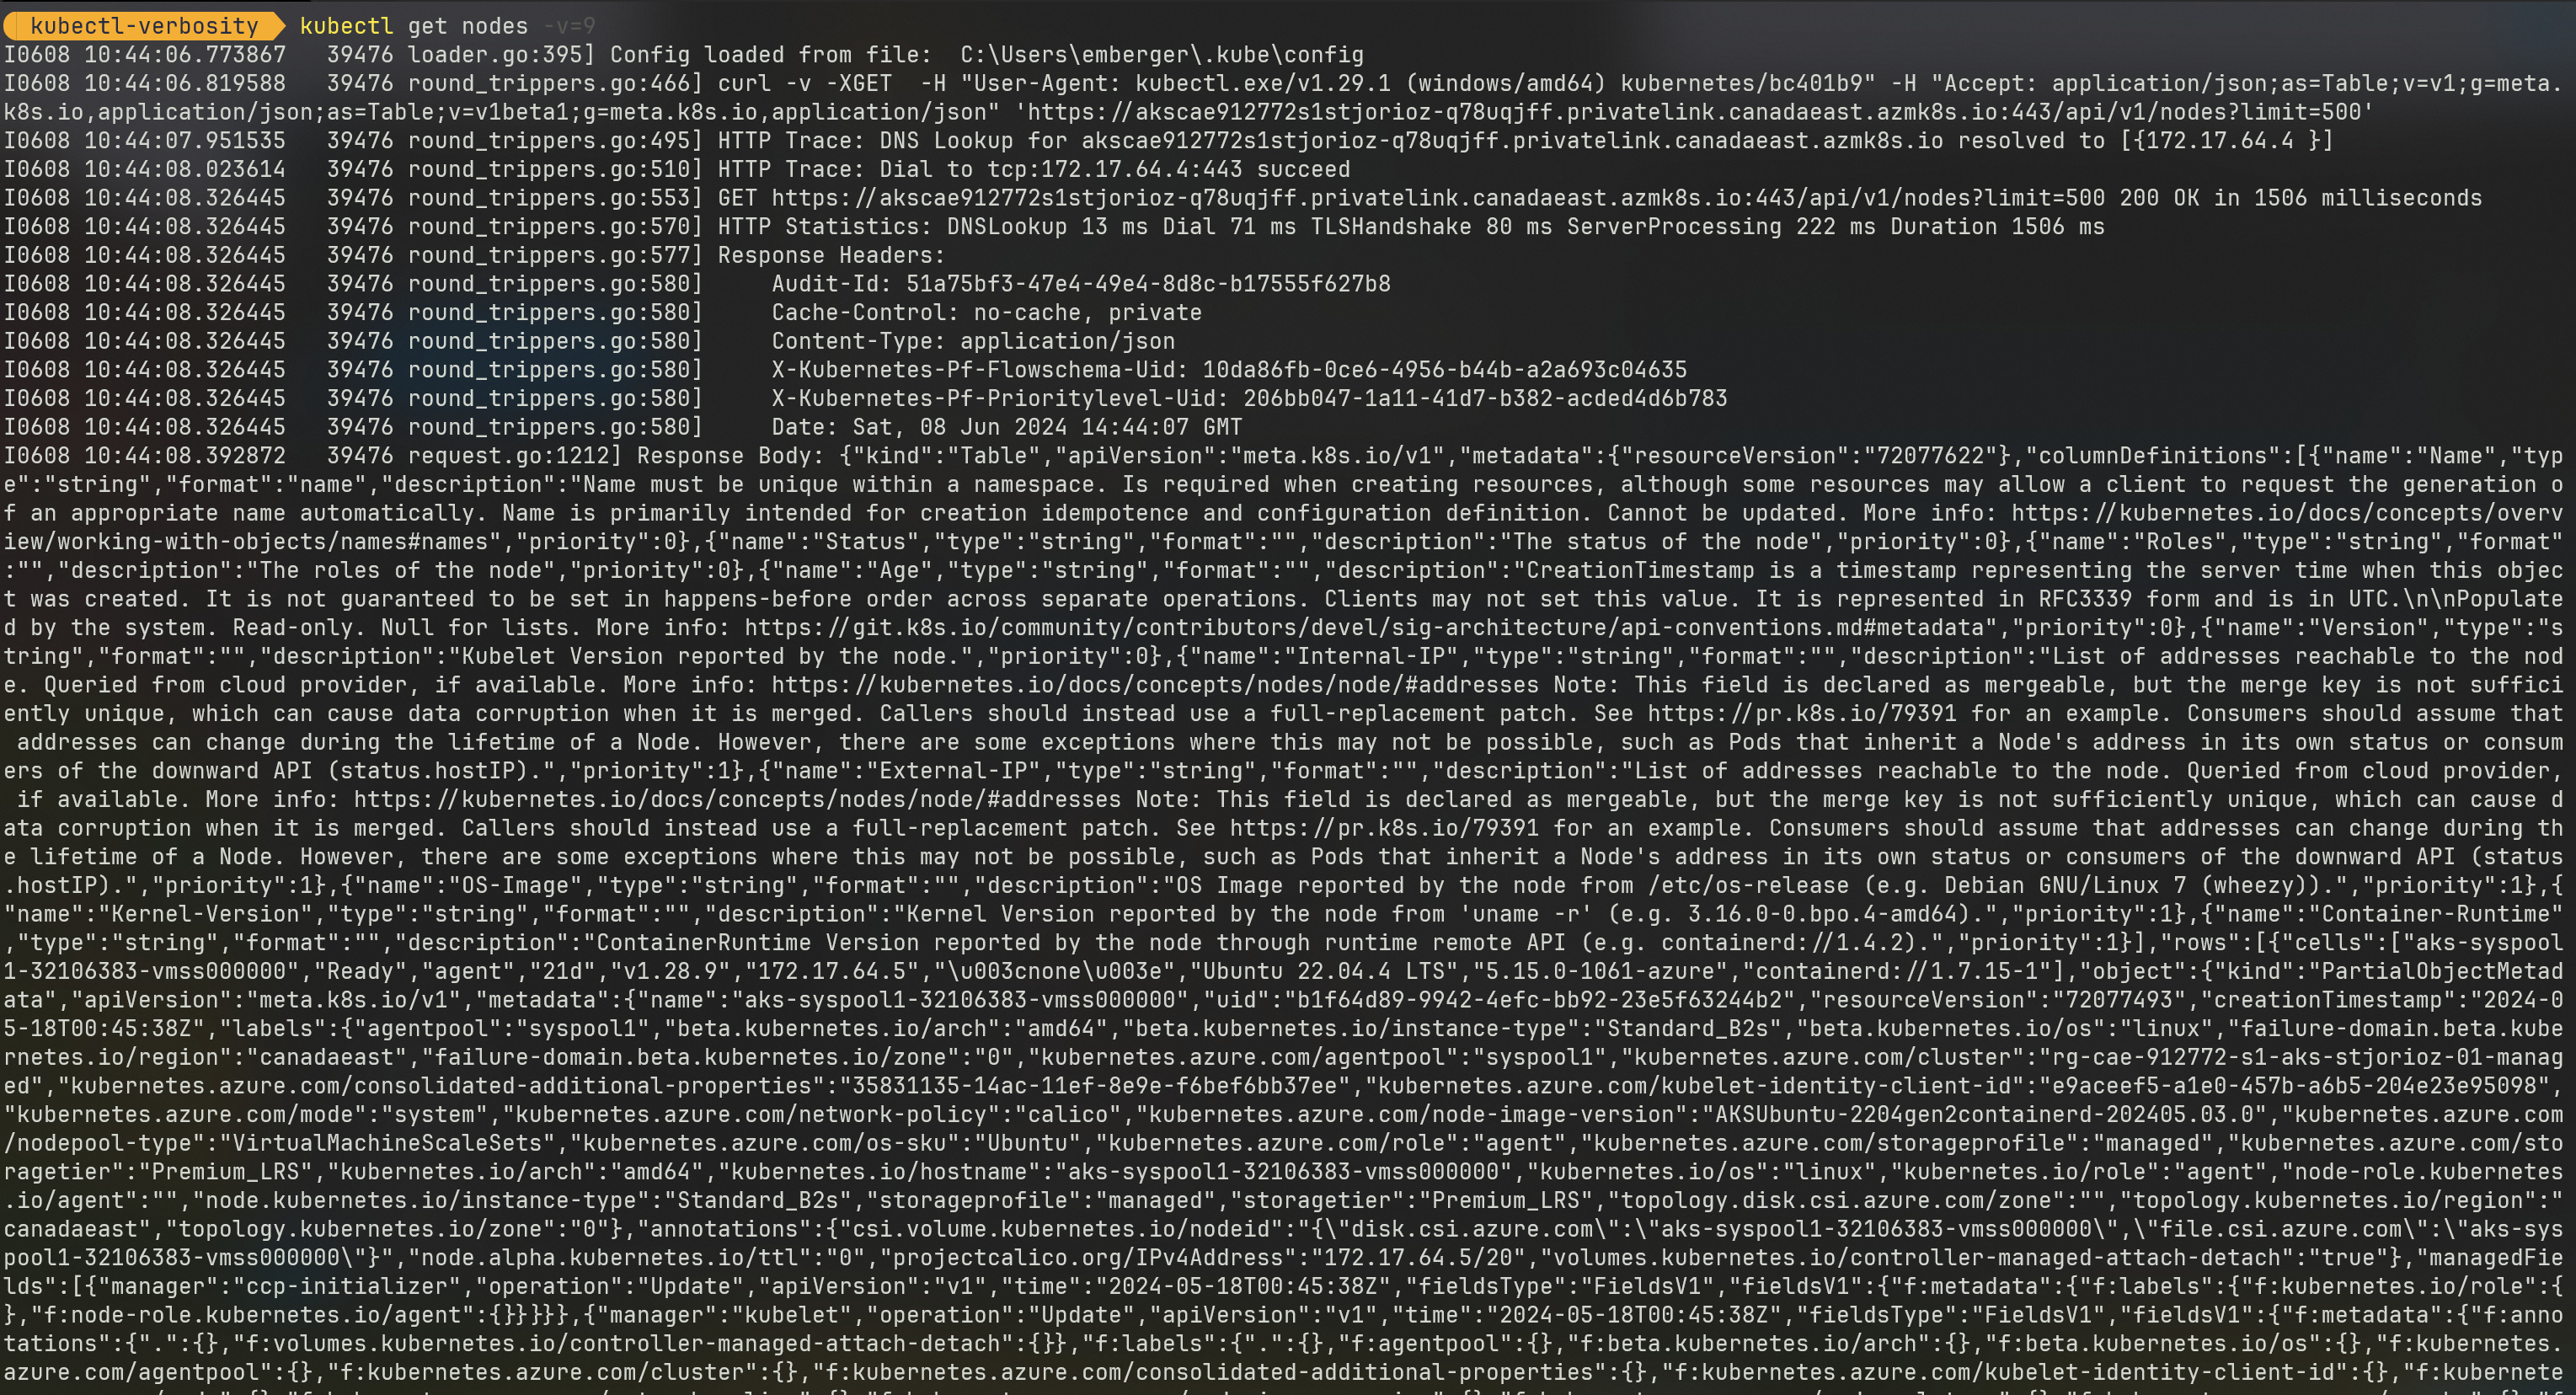 kubectl-verbosity kubectl get nodes -v=9
I0608 10:44:06.773867   39476 loader.go:395] Config loaded from file:  C:\Users\emberger\.kube\config
I0608 10:44:06.819588   39476 round_trippers.go:466] curl -v -XGET  -H "User-Agent: kubectl.exe/v1.29.1 (windows/amd64) kubernetes/bc401b9" -H "Accept: application/json;as=Table;v=v1;g=meta.
k8s.io,application/json;as=Table;v=v1beta1;g=meta.k8s.io,application/json" 'https://akscae912772s1stjorioz-q78uqjff.privatelink.canadaeast.azmk8s.io:443/api/v1/nodes?limit=500'
I0608 10:44:07.951535   39476 round_trippers.go:495] HTTP Trace: DNS Lookup for akscae912772s1stjorioz-q78uqjff.privatelink.canadaeast.azmk8s.io resolved to [{172.17.64.4 }]
I0608 10:44:08.023614   39476 round_trippers.go:510] HTTP Trace: Dial to tcp:172.17.64.4:443 succeed
I0608 10:44:08.326445   39476 round_trippers.go:553] GET https://akscae912772s1stjorioz-q78uqjff.privatelink.canadaeast.azmk8s.io:443/api/v1/nodes?limit=500 200 OK in 1506 milliseconds
I0608 10:44:08.326445   39476 round_trippers.go:570] HTTP Statistics: DNSLookup 13 ms Dial 71 ms TLSHandshake 80 ms ServerProcessing 222 ms Duration 1506 ms
I0608 10:44:08.326445   39476 round_trippers.go:577] Response Headers:
I0608 10:44:08.326445   39476 round_trippers.go:580]     Audit-Id: 51a75bf3-47e4-49e4-8d8c-b17555f627b8
I0608 10:44:08.326445   39476 round_trippers.go:580]     Cache-Control: no-cache, private
I0608 10:44:08.326445   39476 round_trippers.go:580]     Content-Type: application/json
I0608 10:44:08.326445   39476 round_trippers.go:580]     X-Kubernetes-Pf-Flowschema-Uid: 10da86fb-0ce6-4956-b44b-a2a693c04635
I0608 10:44:08.326445   39476 round_trippers.go:580]     X-Kubernetes-Pf-Prioritylevel-Uid: 206bb047-1a11-41d7-b382-acded4d6b783
I0608 10:44:08.326445   39476 round_trippers.go:580]     Date: Sat, 08 Jun 2024 14:44:07 GMT
I0608 10:44:08.392872   39476 request.go:1212] Response Body: {"kind":"Table","apiVersion":"meta.k8s.io/v1","metadata":{"resourceVersion":"72077622"},"columnDefinitions":[{"name":"Name","typ
e":"string","format":"name","description":"Name must be unique within a namespace. Is required when creating resources, although some resources may allow a client to request the generation o
f an appropriate name automatically. Name is primarily intended for creation idempotence and configuration definition. Cannot be updated. More info: https://kubernetes.io/docs/concepts/overv
iew/working-with-objects/names#names","priority":0},{"name":"Status","type":"string","format":"","description":"The status of the node","priority":0},{"name":"Roles","type":"string","format"
:"","description":"The roles of the node","priority":0},{"name":"Age","type":"string","format":"","description":"CreationTimestamp is a timestamp representing the server time when this objec
t was created. It is not guaranteed to be set in happens-before order across separate operations. Clients may not set this value. It is represented in RFC3339 form and is in UTC.\n\nPopulate
d by the system. Read-only. Null for lists. More info: https://git.k8s.io/community/contributors/devel/sig-architecture/api-conventions.md#metadata","priority":0},{"name":"Version","type":"s
tring","format":"","description":"Kubelet Version reported by the node.","priority":0},{"name":"Internal-IP","type":"string","format":"","description":"List of addresses reachable to the nod
e. Queried from cloud provider, if available. More info: https://kubernetes.io/docs/concepts/nodes/node/#addresses Note: This field is declared as mergeable, but the merge key is not suffici
ently unique, which can cause data corruption when it is merged. Callers should instead use a full-replacement patch. See https://pr.k8s.io/79391 for an example. Consumers should assume that
 addresses can change during the lifetime of a Node. However, there are some exceptions where this may not be possible, such as Pods that inherit a Node's address in its own status or consum
ers of the downward API (status.hostIP).","priority":1},{"name":"External-IP","type":"string","format":"","description":"List of addresses reachable to the node. Queried from cloud provider,
 if available. More info: https://kubernetes.io/docs/concepts/nodes/node/#addresses Note: This field is declared as mergeable, but the merge key is not sufficiently unique, which can cause d
ata corruption when it is merged. Callers should instead use a full-replacement patch. See https://pr.k8s.io/79391 for an example. Consumers should assume that addresses can change during th
e lifetime of a Node. However, there are some exceptions where this may not be possible, such as Pods that inherit a Node's address in its own status or consumers of the downward API (status
.hostIP).","priority":1},{"name":"OS-Image","type":"string","format":"","description":"OS Image reported by the node from /etc/os-release (e.g. Debian GNU/Linux 7 (wheezy)).","priority":1},{
"name":"Kernel-Version","type":"string","format":"","description":"Kernel Version reported by the node from 'uname -r' (e.g. 3.16.0-0.bpo.4-amd64).","priority":1},{"name":"Container-Runtime"
,"type":"string","format":"","description":"ContainerRuntime Version reported by the node through runtime remote API (e.g. containerd://1.4.2).","priority":1}],"rows":[{"cells":["aks-syspool
1-32106383-vmss000000","Ready","agent","21d","v1.28.9","172.17.64.5","\u003cnone\u003e","Ubuntu 22.04.4 LTS","5.15.0-1061-azure","containerd://1.7.15-1"],"object":{"kind":"PartialObjectMetad
ata","apiVersion":"meta.k8s.io/v1","metadata":{"name":"aks-syspool1-32106383-vmss000000","uid":"b1f64d89-9942-4efc-bb92-23e5f63244b2","resourceVersion":"72077493","creationTimestamp":"2024-0
5-18T00:45:38Z","labels":{"agentpool":"syspool1","beta.kubernetes.io/arch":"amd64","beta.kubernetes.io/instance-type":"Standard_B2s","beta.kubernetes.io/os":"linux","failure-domain.beta.kube
rnetes.io/region":"canadaeast","failure-domain.beta.kubernetes.io/zone":"0","kubernetes.azure.com/agentpool":"syspool1","kubernetes.azure.com/cluster":"rg-cae-912772-s1-aks-stjorioz-01-manag
ed","kubernetes.azure.com/consolidated-additional-properties":"35831135-14ac-11ef-8e9e-f6bef6bb37ee","kubernetes.azure.com/kubelet-identity-client-id":"e9aceef5-a1e0-457b-a6b5-204e23e95098",
"kubernetes.azure.com/mode":"system","kubernetes.azure.com/network-policy":"calico","kubernetes.azure.com/node-image-version":"AKSUbuntu-2204gen2containerd-202405.03.0","kubernetes.azure.com
/nodepool-type":"VirtualMachineScaleSets","kubernetes.azure.com/os-sku":"Ubuntu","kubernetes.azure.com/role":"agent","kubernetes.azure.com/storageprofile":"managed","kubernetes.azure.com/sto
ragetier":"Premium_LRS","kubernetes.io/arch":"amd64","kubernetes.io/hostname":"aks-syspool1-32106383-vmss000000","kubernetes.io/os":"linux","kubernetes.io/role":"agent","node-role.kubernetes
.io/agent":"","node.kubernetes.io/instance-type":"Standard_B2s","storageprofile":"managed","storagetier":"Premium_LRS","topology.disk.csi.azure.com/zone":"","topology.kubernetes.io/region":"
canadaeast","topology.kubernetes.io/zone":"0"},"annotations":{"csi.volume.kubernetes.io/nodeid":"{\"disk.csi.azure.com\":\"aks-syspool1-32106383-vmss000000\",\"file.csi.azure.com\":\"aks-sys
pool1-32106383-vmss000000\"}","node.alpha.kubernetes.io/ttl":"0","projectcalico.org/IPv4Address":"172.17.64.5/20","volumes.kubernetes.io/controller-managed-attach-detach":"true"},"managedFie
lds":[{"manager":"ccp-initializer","operation":"Update","apiVersion":"v1","time":"2024-05-18T00:45:38Z","fieldsType":"FieldsV1","fieldsV1":{"f:metadata":{"f:labels":{"f:kubernetes.io/role":{
},"f:node-role.kubernetes.io/agent":{}}}}},{"manager":"kubelet","operation":"Update","apiVersion":"v1","time":"2024-05-18T00:45:38Z","fieldsType":"FieldsV1","fieldsV1":{"f:metadata":{"f:anno
tations":{".":{},"f:volumes.kubernetes.io/controller-managed-attach-detach":{}},"f:labels":{".":{},"f:agentpool":{},"f:beta.kubernetes.io/arch":{},"f:beta.kubernetes.io/os":{},"f:kubernetes.
azure.com/agentpool":{},"f:kubernetes.azure.com/cluster":{},"f:kubernetes.azure.com/consolidated-additional-properties":{},"f:kubernetes.azure.com/kubelet-identity-client-id":{},"f:kubernete